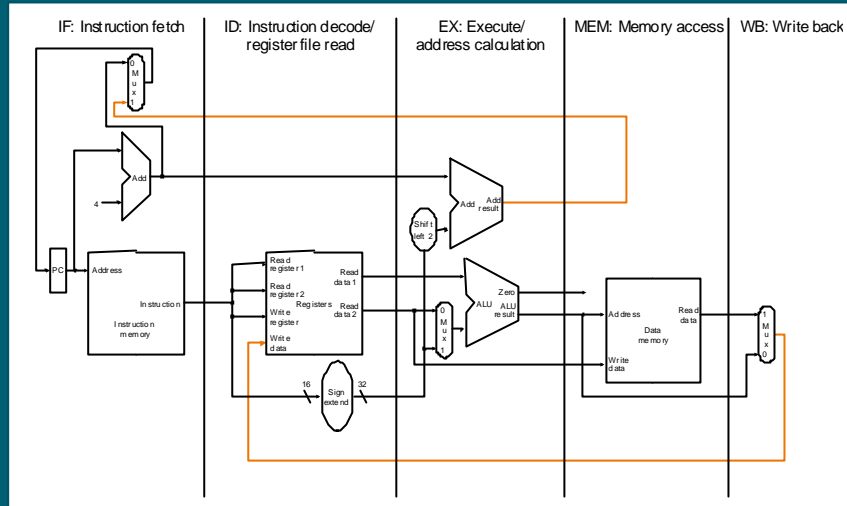 IF: Instruction fetch
ID: Instruction decode/
register file read
EX: Execute/
address calculation
MEM: Memory access
WB: Write back
0
M
u
x
1
Add
4
PC
Address
Instruction
Instruction
memory
Read
register 1
Read
register 2
Registers
Write
register
Write
data
Read
data 1
Read
data 2
16
Sign
extend
32
Shift
left 2
Add
Add
result
0
M
u
x
1
ALU
Zero
ALU
result
Address
Data
memory
Write
data
Read
data
1
M
u
x
0